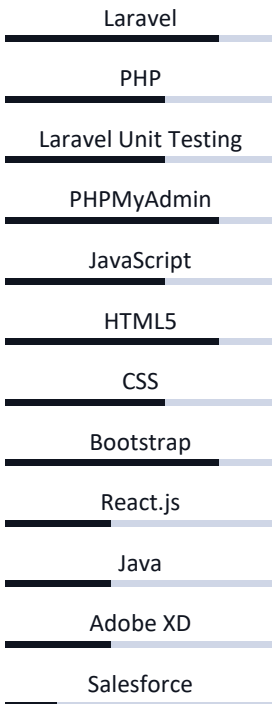 Laravel
PHP
Laravel Unit Testing
PHPMyAdmin
JavaScript
HTML5
CSS
Bootstrap
React.js
Java
Adobe XD
Salesforce